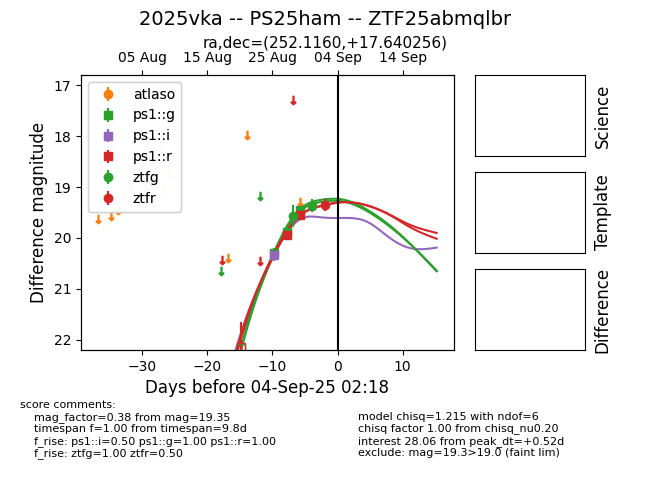 2025vka -- PS25ham -- ZTF25abmqlbr
ra,dec=(252.1160,+17.640256)
05 Aug 15 Aug 25 Aug 04 Sep 14 Sep
17
18
19
20
21
22
Difference magnitude
atlaso
ps1::g
ps1::i
ps1::r
ztfg
ztfr
−30 −20 −10 0 10
Days before 04-Sep-25 02:18
Science
Template
Difference
score comments:
mag_factor=0.38 from mag=19.35
timespan f=1.00 from timespan=9.8d
f_rise: ps1::i=0.50 ps1::g=1.00 ps1::r=1.00
f_rise: ztfg=1.00 ztfr=0.50
model chisq=1.215 with ndof=6
chisq factor 1.00 from chisq_nu0.20
interest 28.06 from peak_dt=+0.52d
exclude: mag=19.3>19.0 (faint lim)